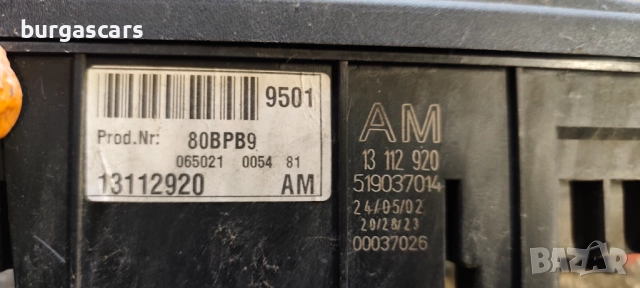 burgascars
9501
Prod.Nr: 80BPB9
065021 0054 81
13112920 AM
AM
13 112 920
519037014
24/05/02
20/28/23
00037026
BAZAR